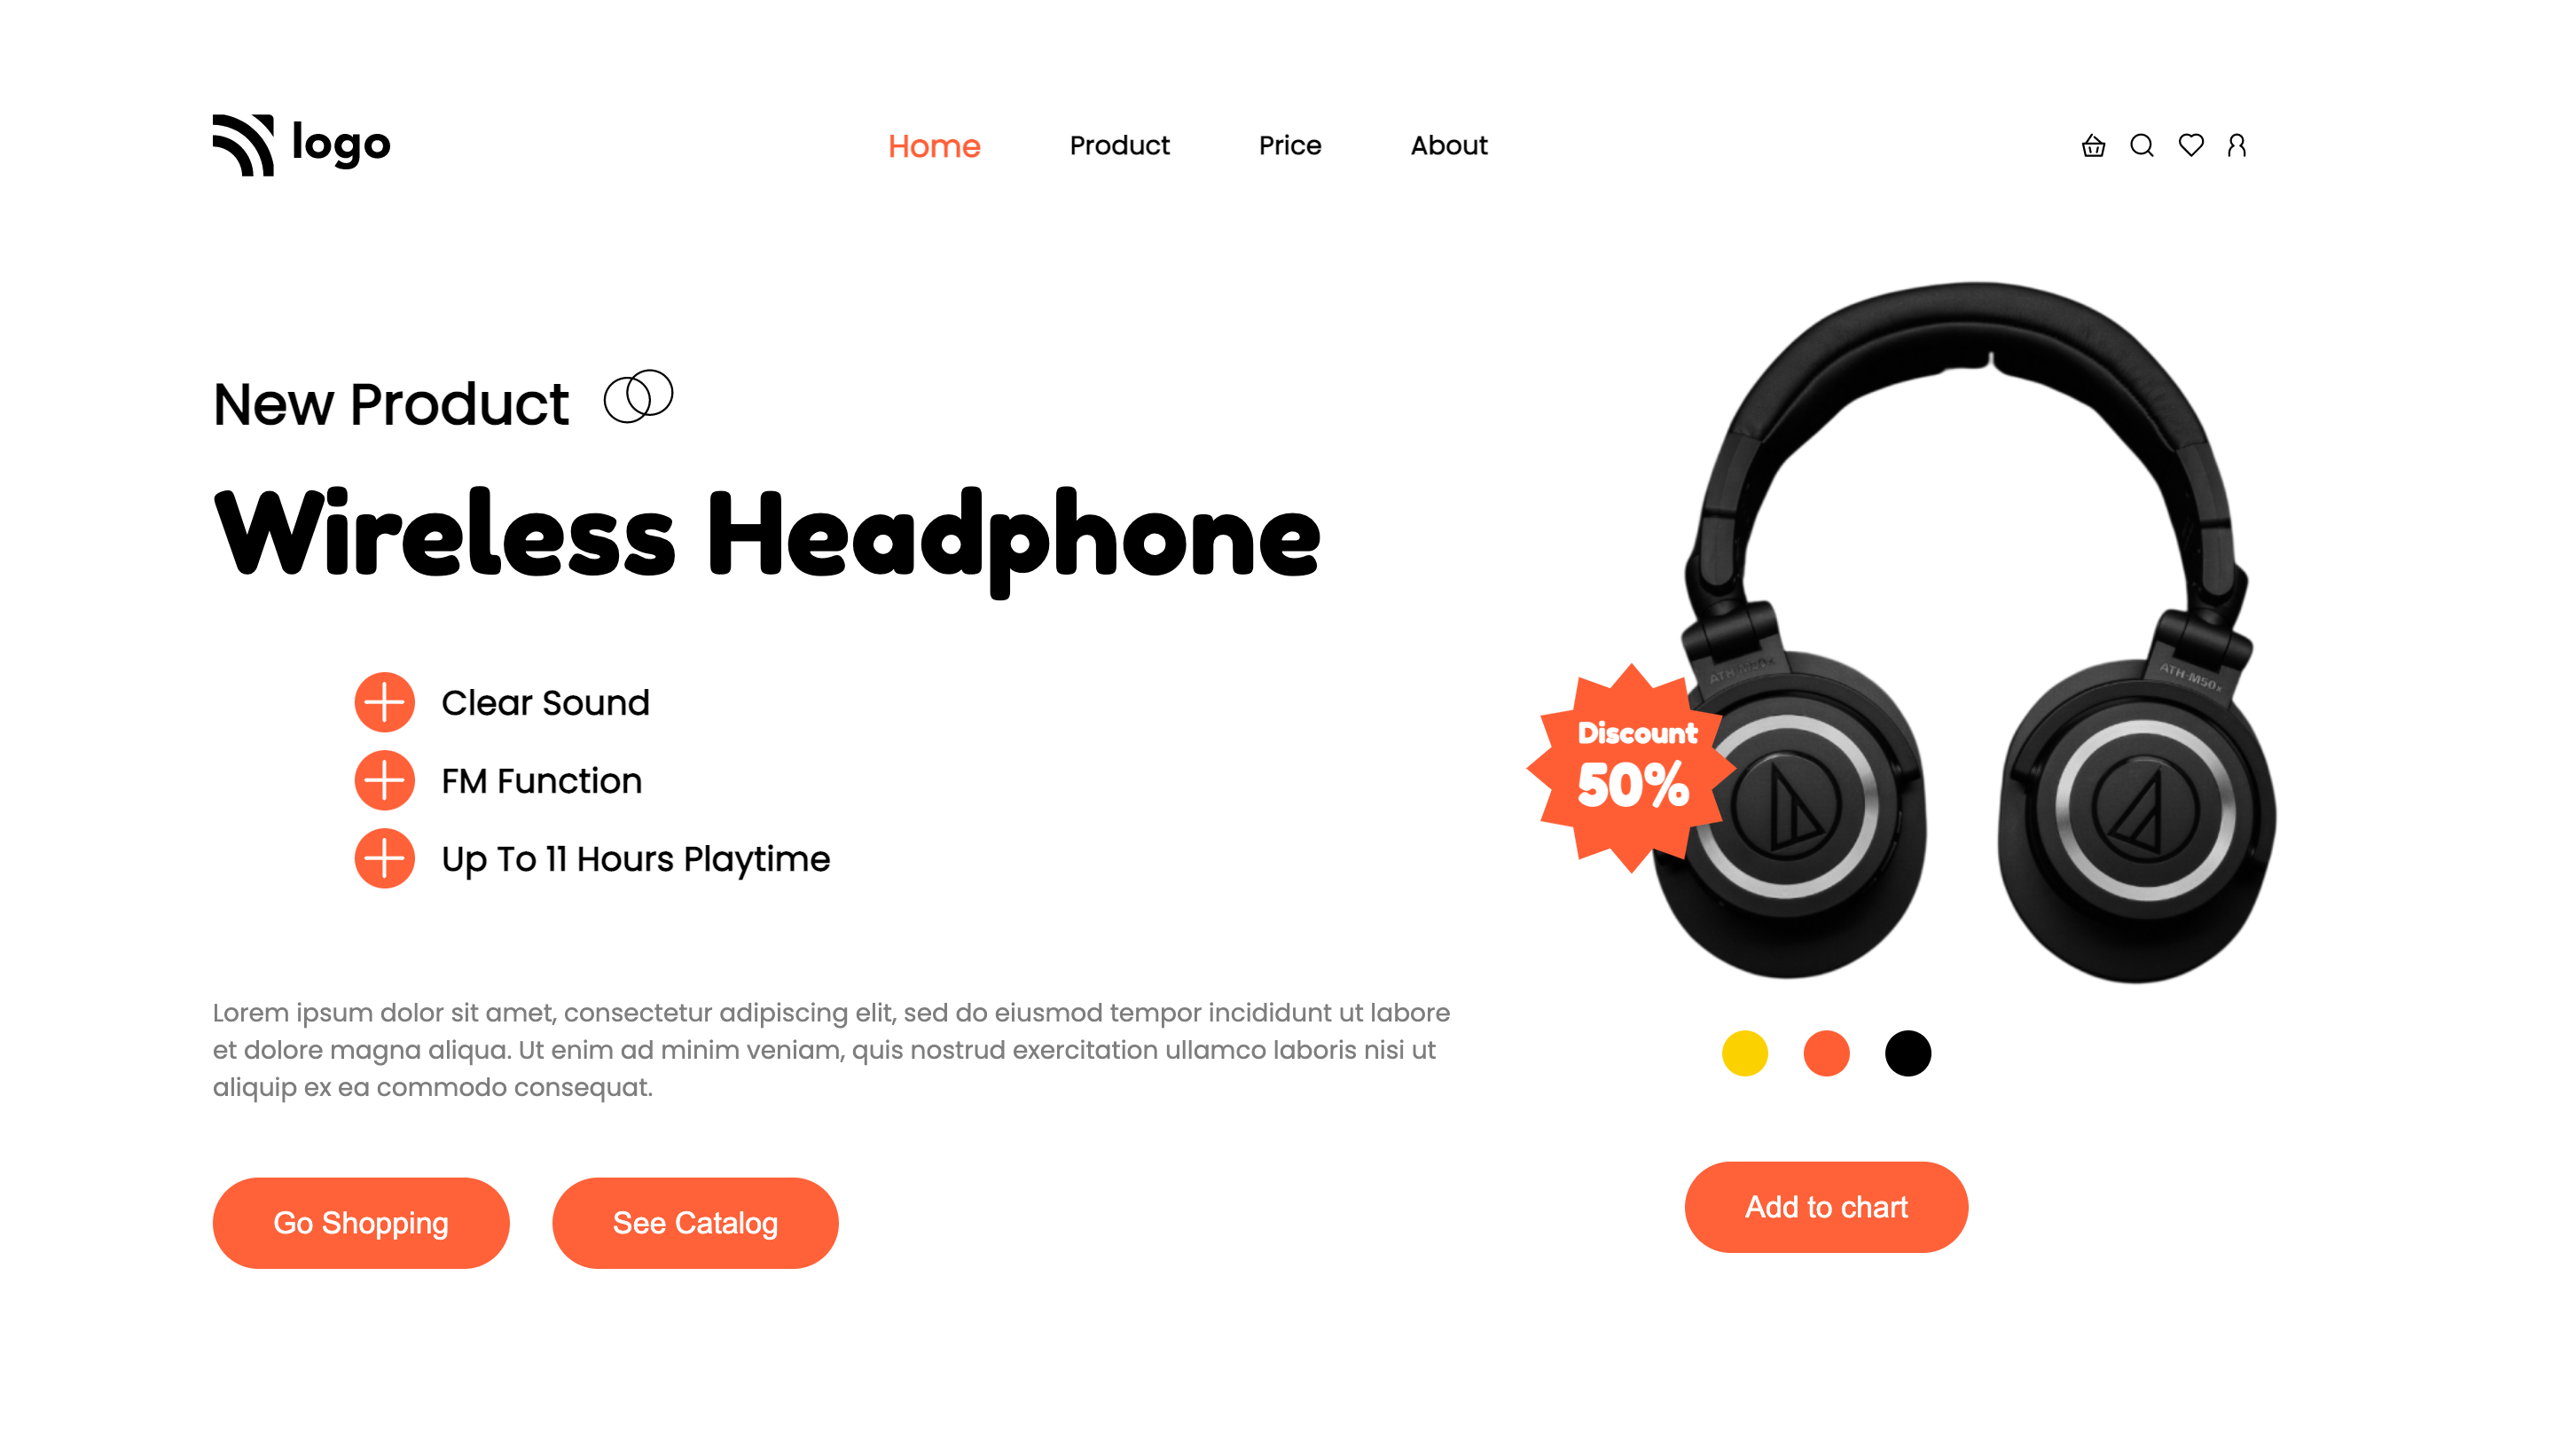 logo
Home
Product
Price
About
New Product
Wireless Headphone
Clear Sound
FM Function
Up To 11 Hours Playtime
Lorem ipsum dolor sit amet, consectetur adipiscing elit, sed do eiusmod tempor incididunt ut labore
et dolore magna aliqua. Ut enim ad minim veniam, quis nostrud exercitation ullamco laboris nisi ut
aliquip ex ea commodo consequat.
Go Shopping
See Catalog
ATH-M50x
ATH-M50x
Discount
50%
Add to chart